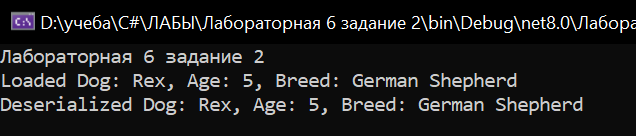 D:\учеба\C#\ЛАБЫ\Лабораторная 6 задание 2\bin\Debug\net8.0\Лабора
Лабораторная 6 задание 2
Loaded Dog: Rex, Age: 5, Breed: German Shepherd
Deserialized Dog: Rex, Age: 5, Breed: German Shepherd